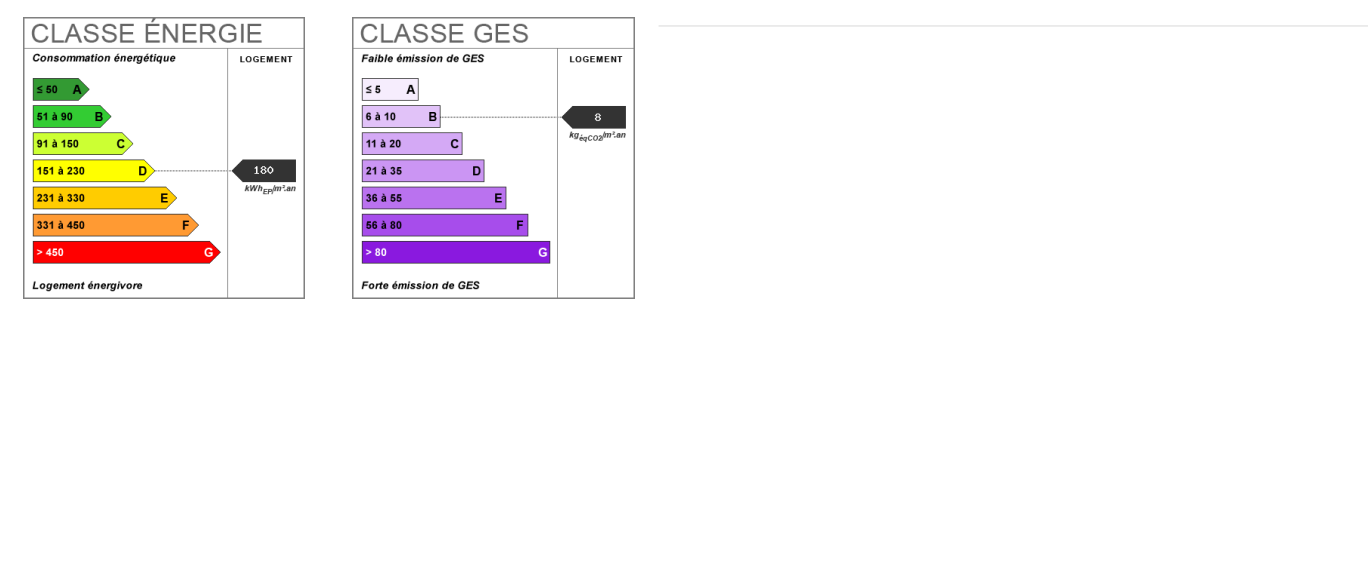 CLASSE ÉNERGIE
Consommation énergétique
LOGEMENT
≤ 50 A
51 à 90 B
91 à 150 C
151 à 230 D
180
kWhEP/m².an
231 à 330 E
331 à 450 F
> 450 G
Logement énergivore
CLASSE GES
Faible émission de GES
LOGEMENT
≤ 5 A
6 à 10 B
8
kgéqCO2/m².an
11 à 20 C
21 à 35 D
36 à 55 E
56 à 80 F
> 80 G
Forte émission de GES